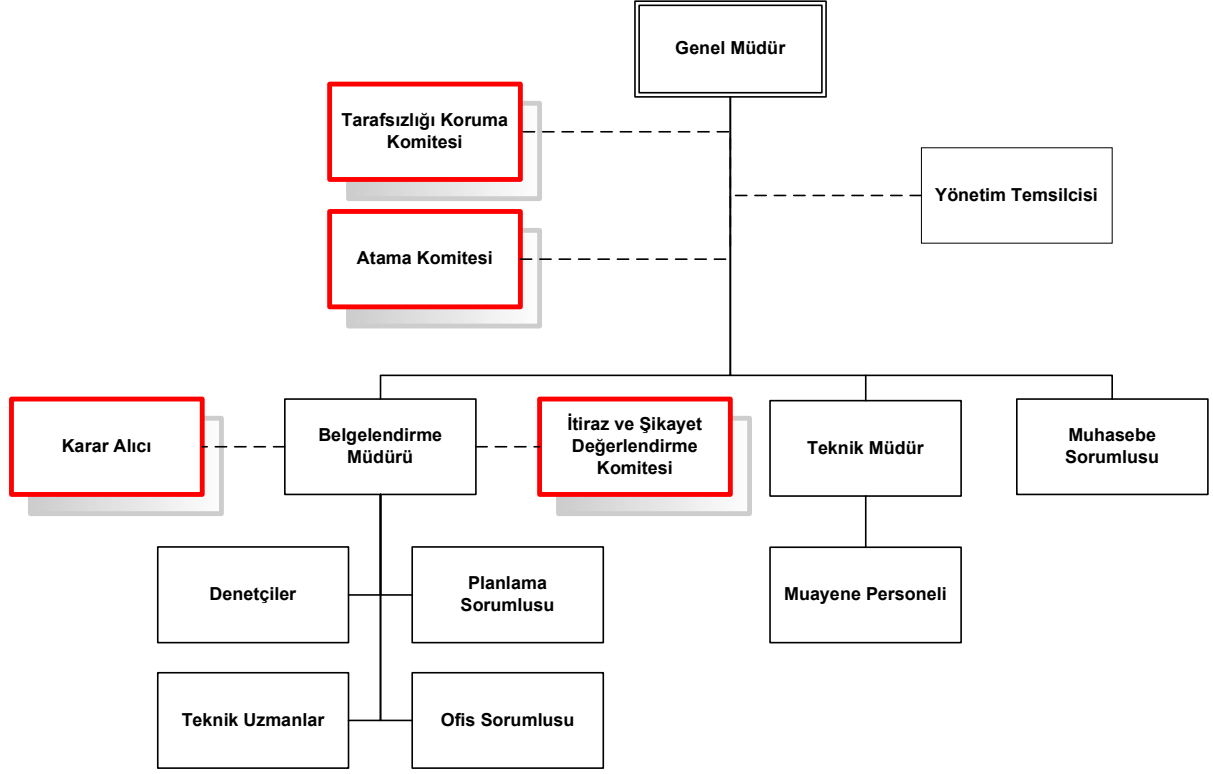 Genel Müdür
Tarafsızlığı Koruma
Komitesi
Yönetim Temsilcisi
Atama Komitesi
Karar Alıcı
Belgelendirme
Müdürü
İtiraz ve Şikayet
Değerlendirme
Komitesi
Teknik Müdür
Muhasebe
Sorumlusu
Denetçiler
Planlama
Sorumlusu
Muayene Personeli
Teknik Uzmanlar
Ofis Sorumlusu